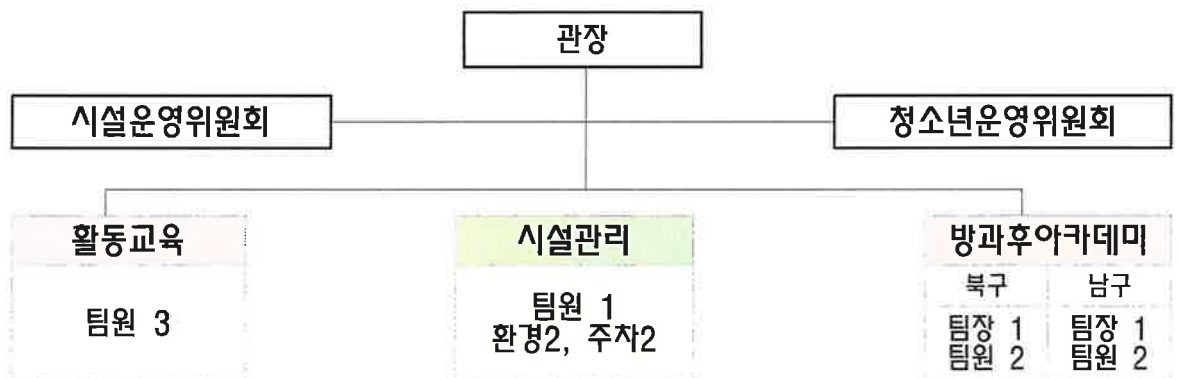 관장
시설운영위원회
청소년운영위원회
활동교육
팀원 3
시설관리
팀원 1
환경2, 주차2
방과후아카데미
북구 남구
팀장 1 팀장 1
팀원 2 팀원 2